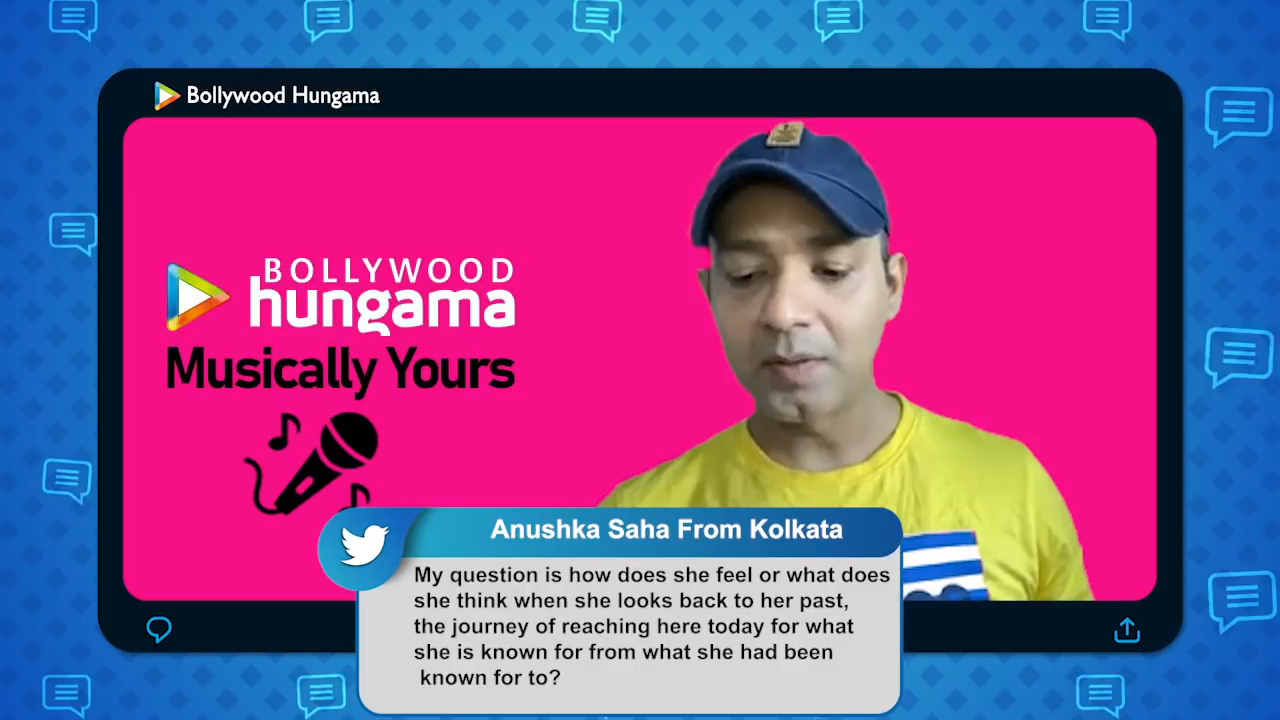 Bollywood Hungama
BOLLYWOOD
hungama
Musically Yours
Anushka Saha From Kolkata
My question is how does she feel or what does
she think when she looks back to her past,
the journey of reaching here today for what
she is known for from what she had been
known for to?